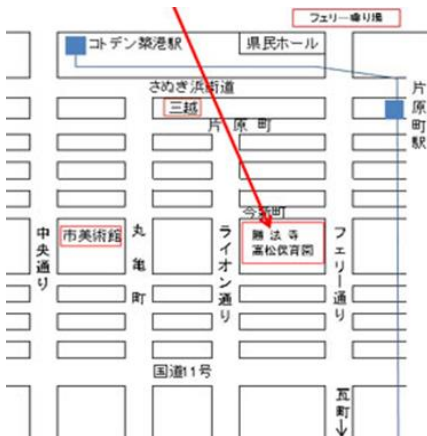 フェリー乗り場
コトデン築港駅
県民ホール
さぬき浜街道
三越
片原町
片原町駅
今新町
中央通り
市美術館
丸亀町
ライオン通り
勝法寺
高松保育園
フェリー通り
国道11号
瓦町↓